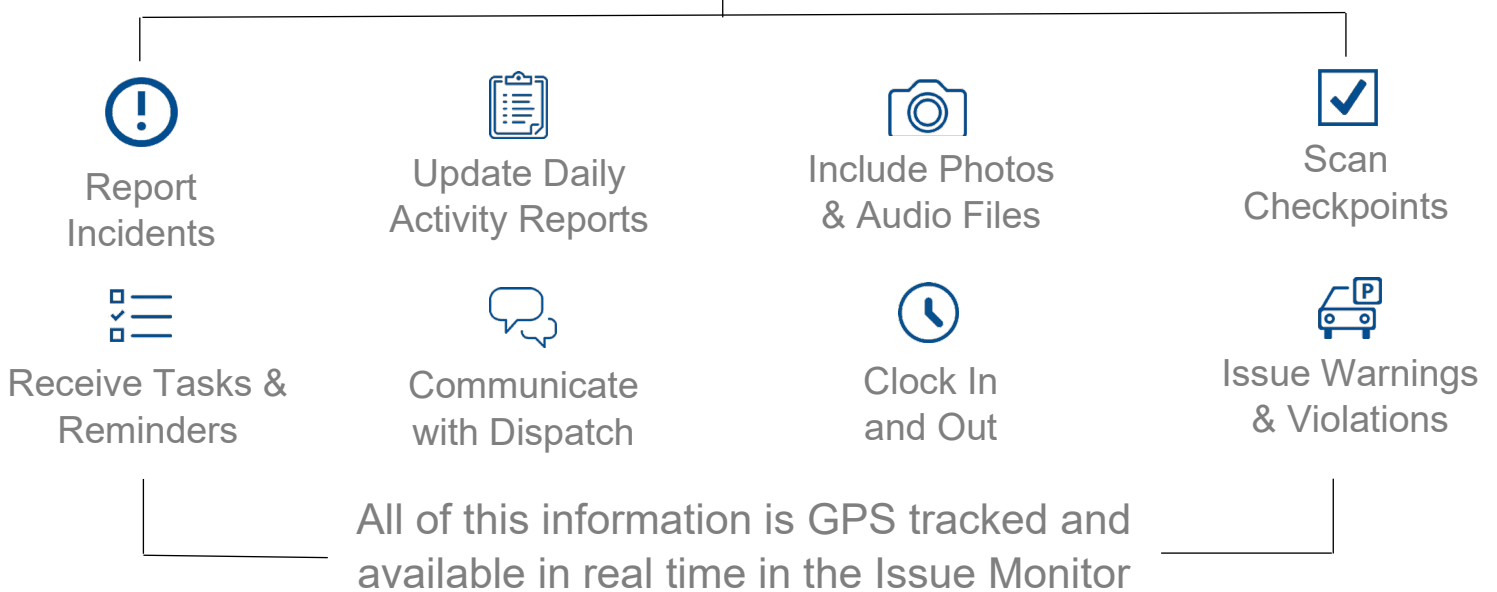 Report
Incidents
Update Daily
Activity Reports
Include Photos
& Audio Files
Scan
Checkpoints
P
Receive Tasks &
Reminders
Communicate
with Dispatch
Clock In
and Out
Issue Warnings
& Violations
All of this information is GPS tracked and
available in real time in the Issue Monitor